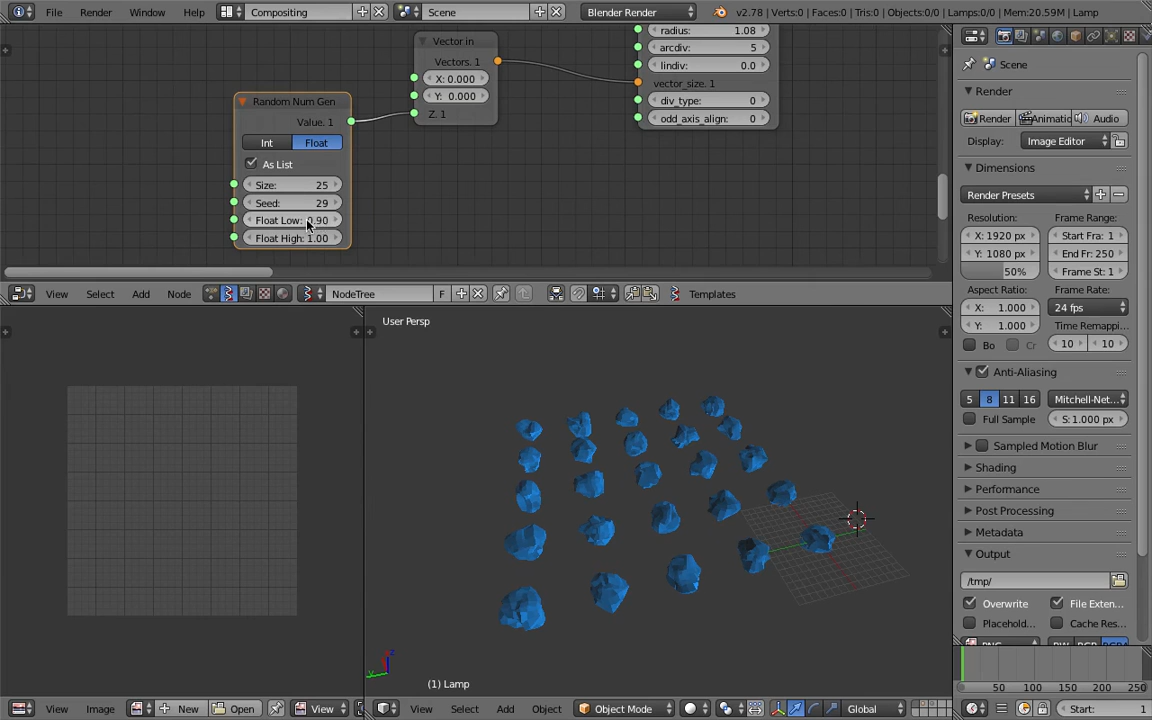 File Render Window Help Compositing Scene Blender Render v2.78 | Verts:0 | Faces:0 | Tris:0 | Objects:0/0 | Lamps:0/0 | Mem:20.59M | Lamp
radius: 1.08
arcdiv: 5
lindiv: 0.0
vector_size. 1
div_type: 0
odd_axis_align: 0
Vector in
Vectors. 1
X: 0.000
Y: 0.000
Z. 1
Random Num Gen
Value. 1
Int Float
As List
Size: 25
Seed: 29
Float Low: 0.90
Float High: 1.00
View Select Add Node NodeTree F Templates
User Persp
(1) Lamp
View Image New Open View
View Select Add Object Object Mode Global
Scene
Render
Render Animatic Audio
Display: Image Editor
Dimensions
Render Presets
Resolution: Frame Range:
X: 1920 px Start Fra: 1
Y: 1080 px End Fr: 250
50% Frame St: 1
Aspect Ratio: Frame Rate:
X: 1.000 24 fps
Y: 1.000 Time Remappi...
Bo Cr 10 10
Anti-Aliasing
5 8 11 16 Mitchell-Net...
Full Sample S: 1.000 px
Sampled Motion Blur
Shading
Performance
Post Processing
Metadata
Output
/tmp/
Overwrite File Exten...
Placehold... Cache Res...
50 100 150 200 250
Start: 1